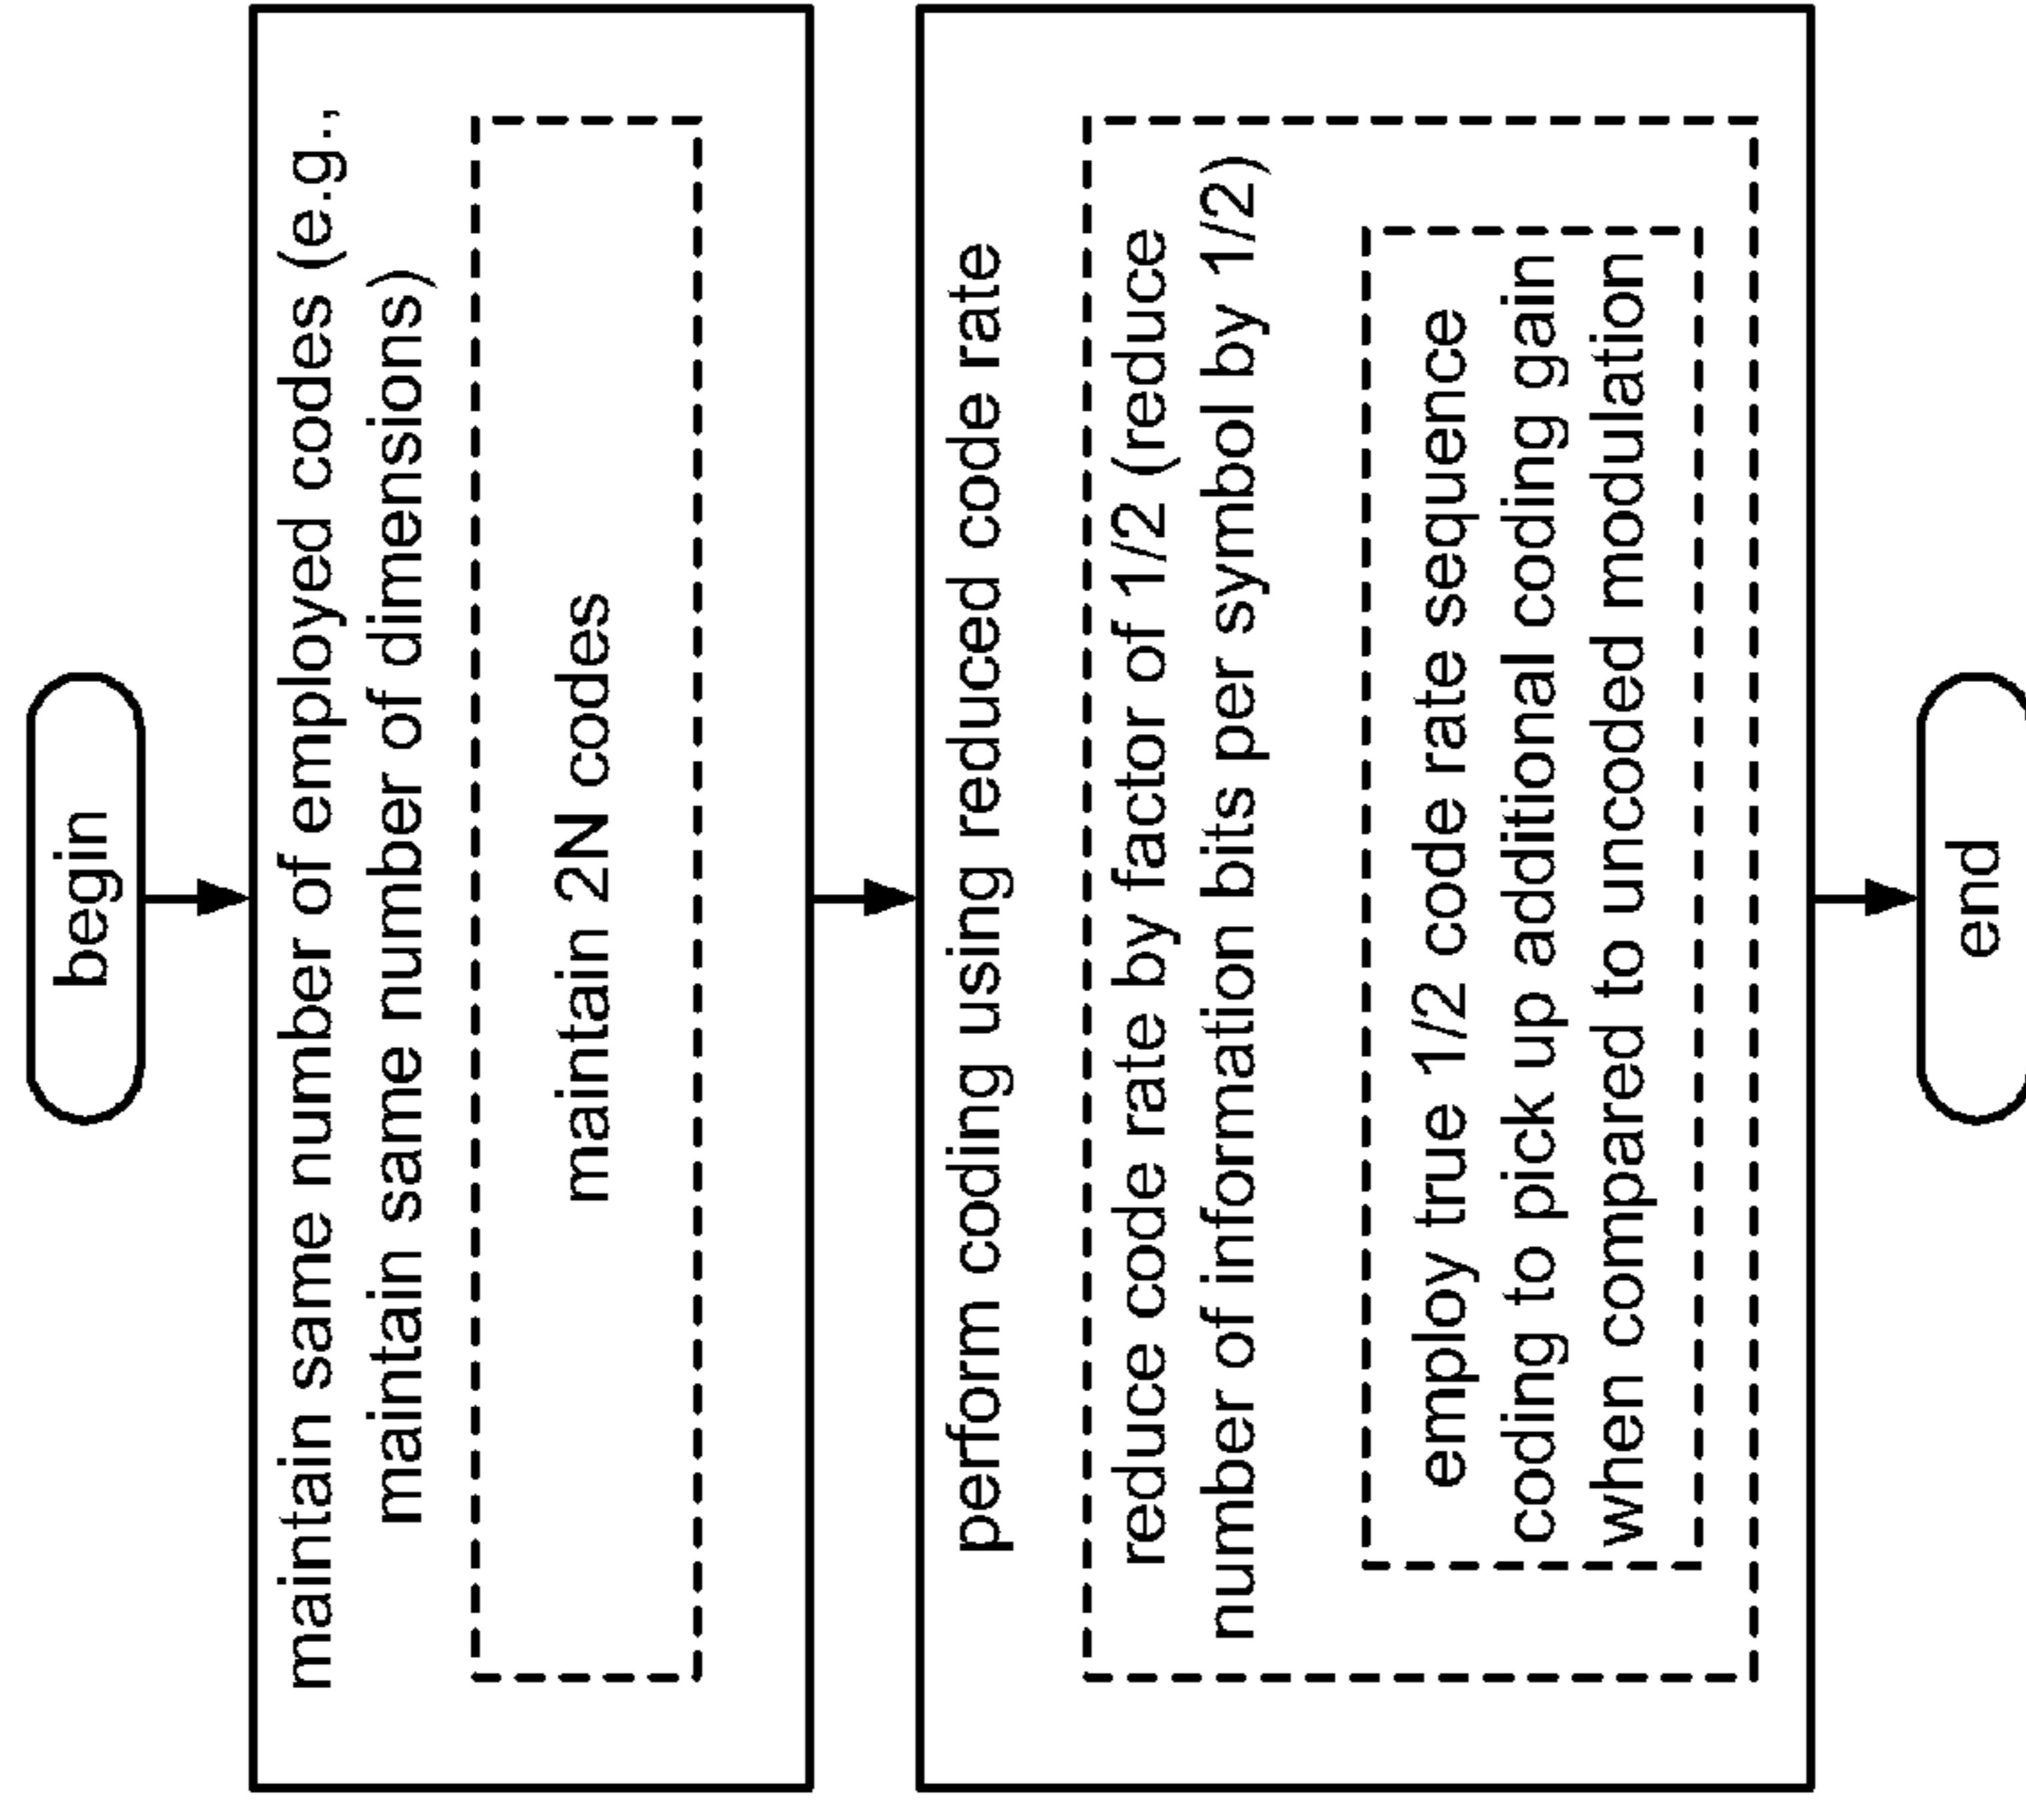 begin
maintain same number of employed codes (e.g.,
maintain same number of dimensions)
maintain 2N codes
perform coding using reduced code rate
reduce code rate by factor of 1/2 (reduce
number of information bits per symbol by 1/2)
employ true 1/2 code rate sequence
coding to pick up additional coding gain
when compared to uncoded modulation
end